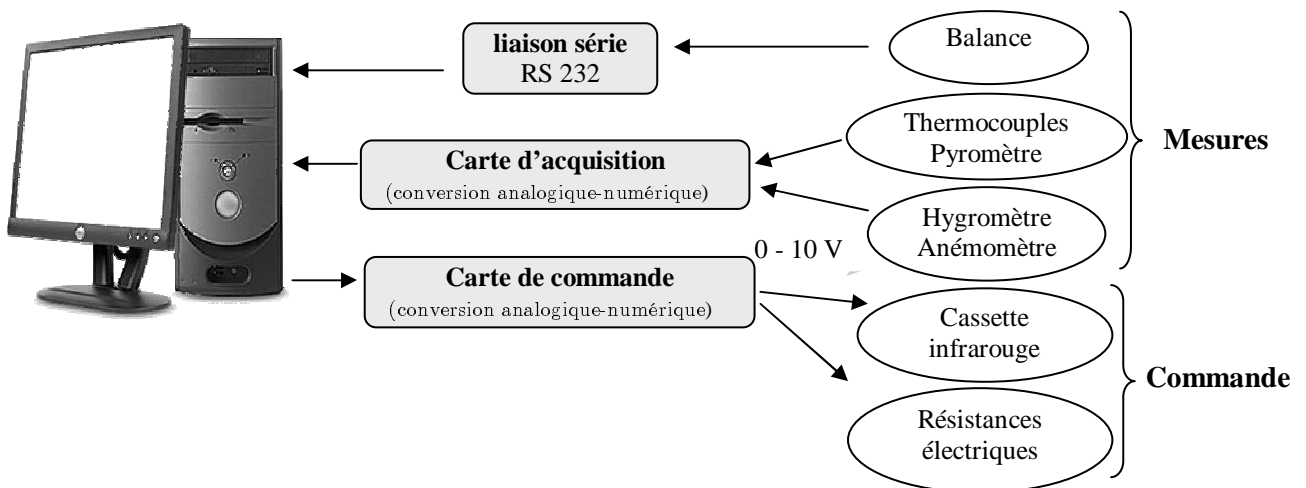 liaison série
RS 232
Balance
Thermocouples
Pyromètre
Mesures
Carte d'acquisition
(conversion analogique-numérique)
Hygromètre
Anémomètre
0 - 10 V
Carte de commande
(conversion analogique-numérique)
Cassette
infrarouge
Commande
Résistances
électriques